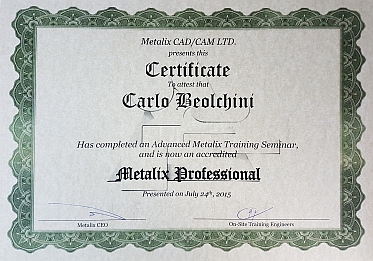 Metalix CAD/CAM LTD.
presents this
Certificate
To attest that
Carlo Beolchini
Has completed an Advanced Metalix Training Seminar,
and is now an accredited
Metalix Professional
Presented on July 24th, 2015
Metalix CEO
On-Site Training Engineers